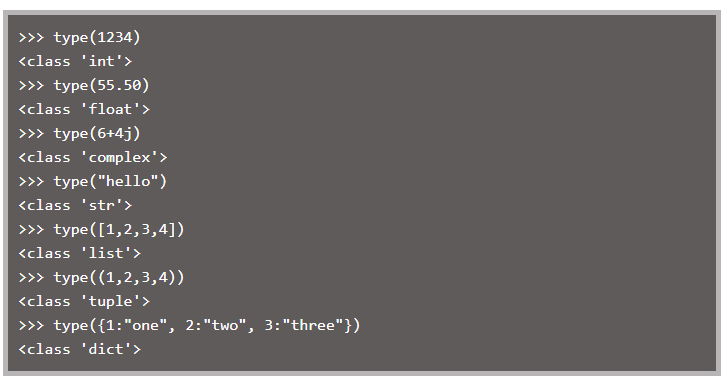 >>> type(1234)
<class 'int'>
>>> type(55.50)
<class 'float'>
>>> type(6+4j)
<class 'complex'>
>>> type("hello")
<class 'str'>
>>> type([1,2,3,4])
<class 'list'>
>>> type((1,2,3,4))
<class 'tuple'>
>>> type({1:"one", 2:"two", 3:"three"})
<class 'dict'>